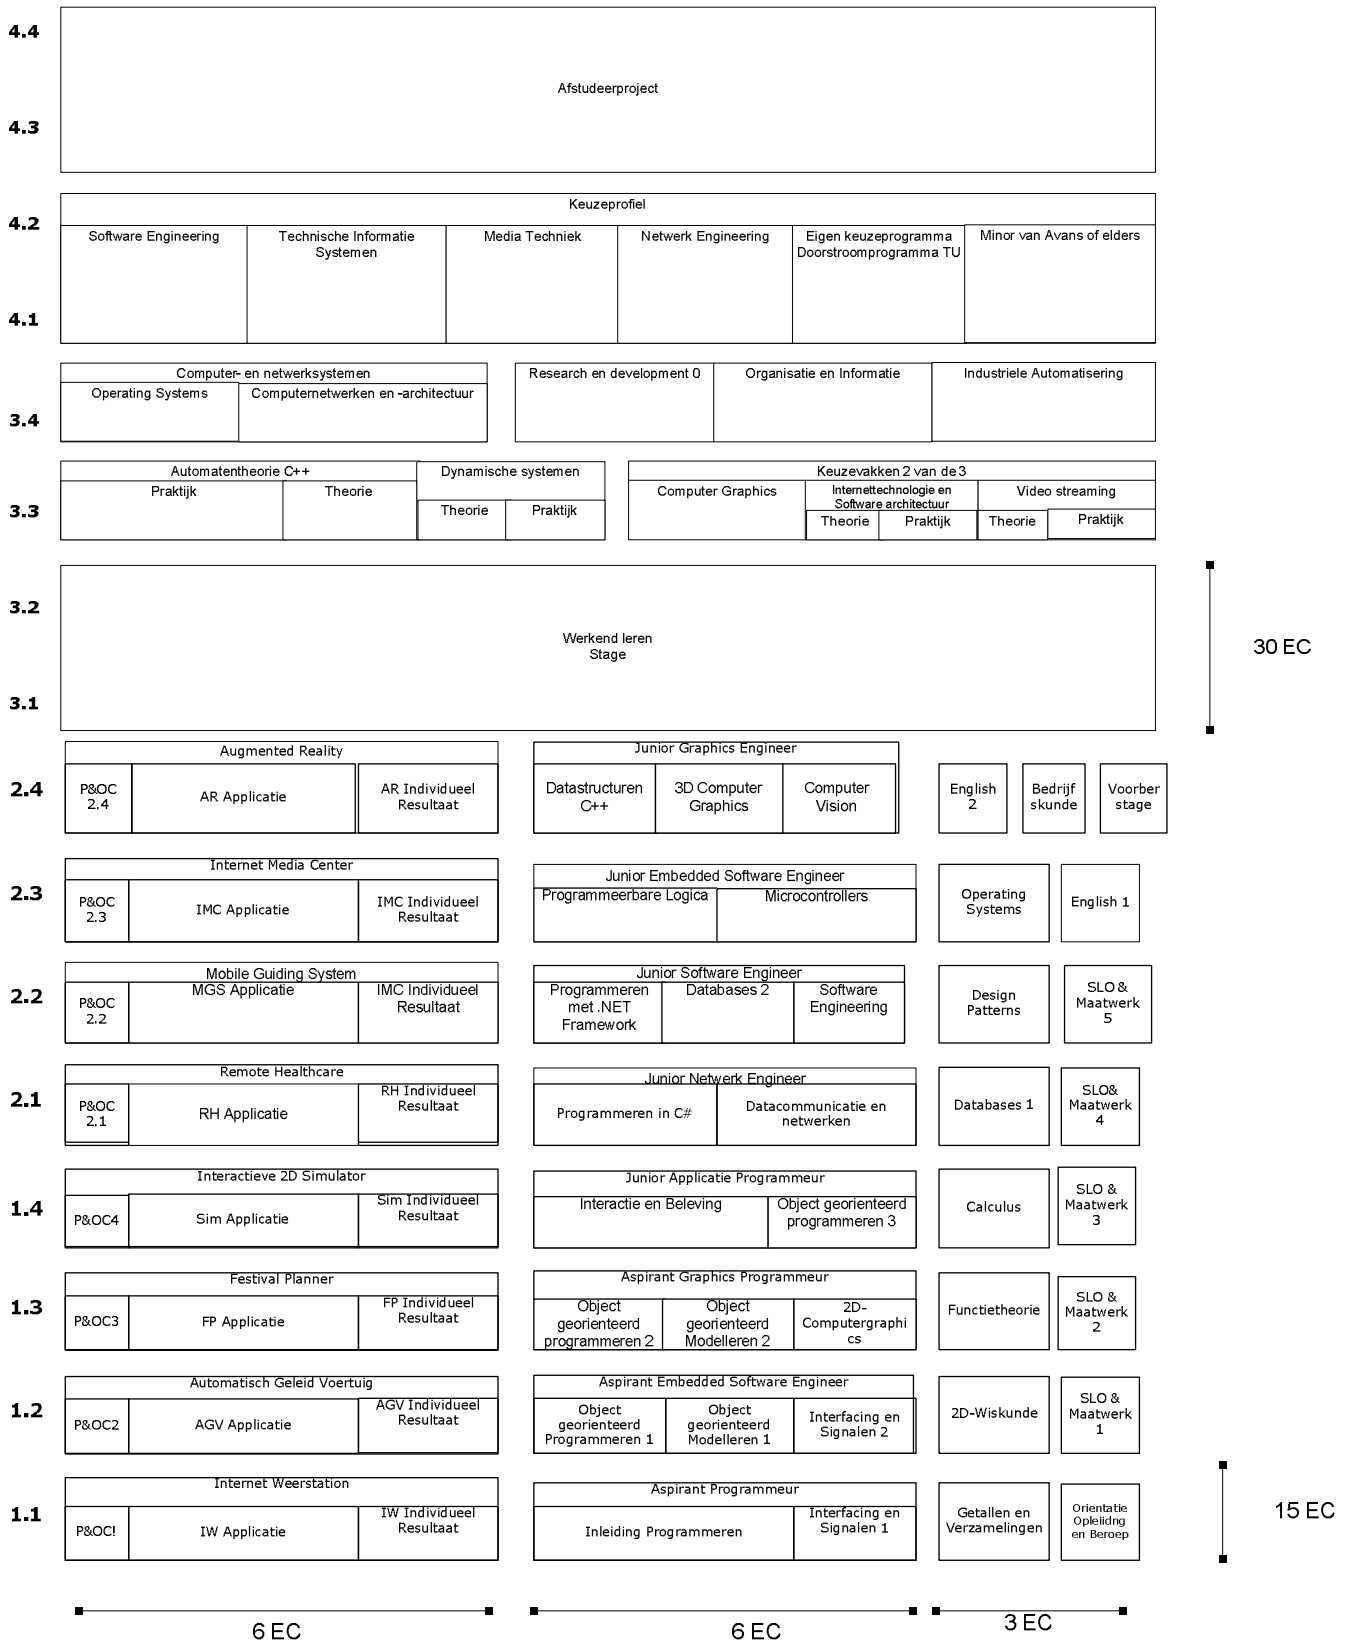 4.4
Afstudeerproject
4.3
4.2
Keuzeprofiel
Software Engineering
Technische Informatie
Systemen
Media Techniek
Netwerk Engineering
Eigen keuzeprogramma
Doorstroomprogramma TU
Minor van Avans of elders
4.1
3.4
Computer- en netwerksystemen
Operating Systems
Computernetwerken en -architectuur
Research en development 0
Organisatie en Informatie
Industriele Automatisering
3.3
Automatentheorie C++
Praktijk
Theorie
Dynamische systemen
Theorie
Praktijk
Keuzevakken 2 van de 3
Computer Graphics
Internettechnologie en
Software architectuur
Theorie
Praktijk
Video streaming
Theorie
Praktijk
3.2
Werkend leren
Stage
30 EC
3.1
2.4
Augmented Reality
P&OC
2.4
AR Applicatie
AR Individueel
Resultaat
Junior Graphics Engineer
Datastructuren
C++
3D Computer
Graphics
Computer
Vision
English
2
Bedrijf
skunde
Voorber
stage
2.3
Internet Media Center
P&OC
2.3
IMC Applicatie
IMC Individueel
Resultaat
Junior Embedded Software Engineer
Programmeerbare Logica
Microcontrollers
Operating
Systems
English 1
2.2
Mobile Guiding System
P&OC
2.2
MGS Applicatie
IMC Individueel
Resultaat
Junior Software Engineer
Programmeren
met .NET
Framework
Databases 2
Software
Engineering
Design
Patterns
SLO &
Maatwerk
5
2.1
Remote Healthcare
P&OC
2.1
RH Applicatie
RH Individueel
Resultaat
Junior Netwerk Engineer
Programmeren in C#
Datacommunicatie en
netwerken
Databases 1
SLO&
Maatwerk
4
1.4
Interactieve 2D Simulator
P&OC4
Sim Applicatie
Sim Individueel
Resultaat
Junior Applicatie Programmeur
Interactie en Beleving
Object georienteerd
programmeren 3
Calculus
SLO &
Maatwerk
3
1.3
Festival Planner
P&OC3
FP Applicatie
FP Individueel
Resultaat
Aspirant Graphics Programmeur
Object
georienteerd
programmeren 2
Object
georienteerd
Modelleren 2
2D-
Computergraphi
cs
Functietheorie
SLO &
Maatwerk
2
1.2
Automatisch Geleid Voertuig
P&OC2
AGV Applicatie
AGV Individueel
Resultaat
Aspirant Embedded Software Engineer
Object
georienteerd
Programmeren 1
Object
georienteerd
Modelleren 1
Interfacing en
Signalen 2
2D-Wiskunde
SLO &
Maatwerk
1
1.1
Internet Weerstation
P&OC!
IW Applicatie
IW Individueel
Resultaat
Aspirant Programmeur
Inleiding Programmeren
Interfacing en
Signalen 1
Getallen en
Verzamelingen
Orientatie
Opleiidng
en Beroep
15 EC
6 EC
6 EC
3 EC